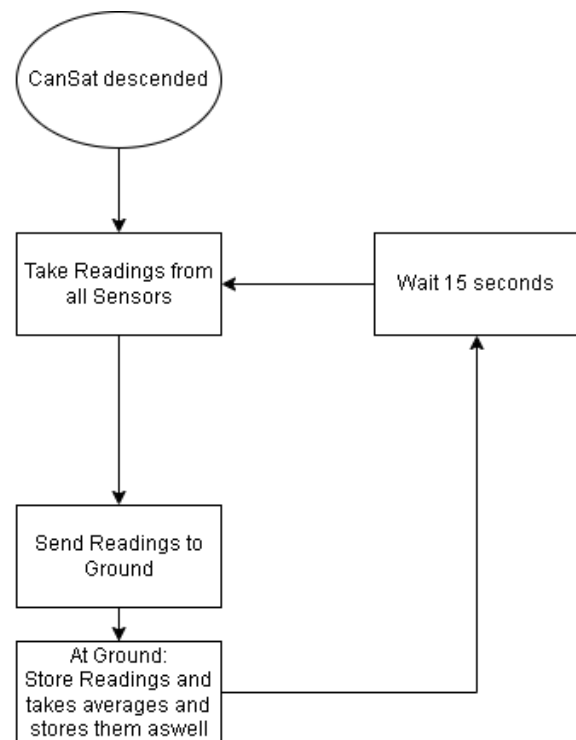 CanSat descended
Take Readings from
all Sensors
Wait 15 seconds
Send Readings to
Ground
At Ground:
Store Readings and
takes averages and
stores them aswell